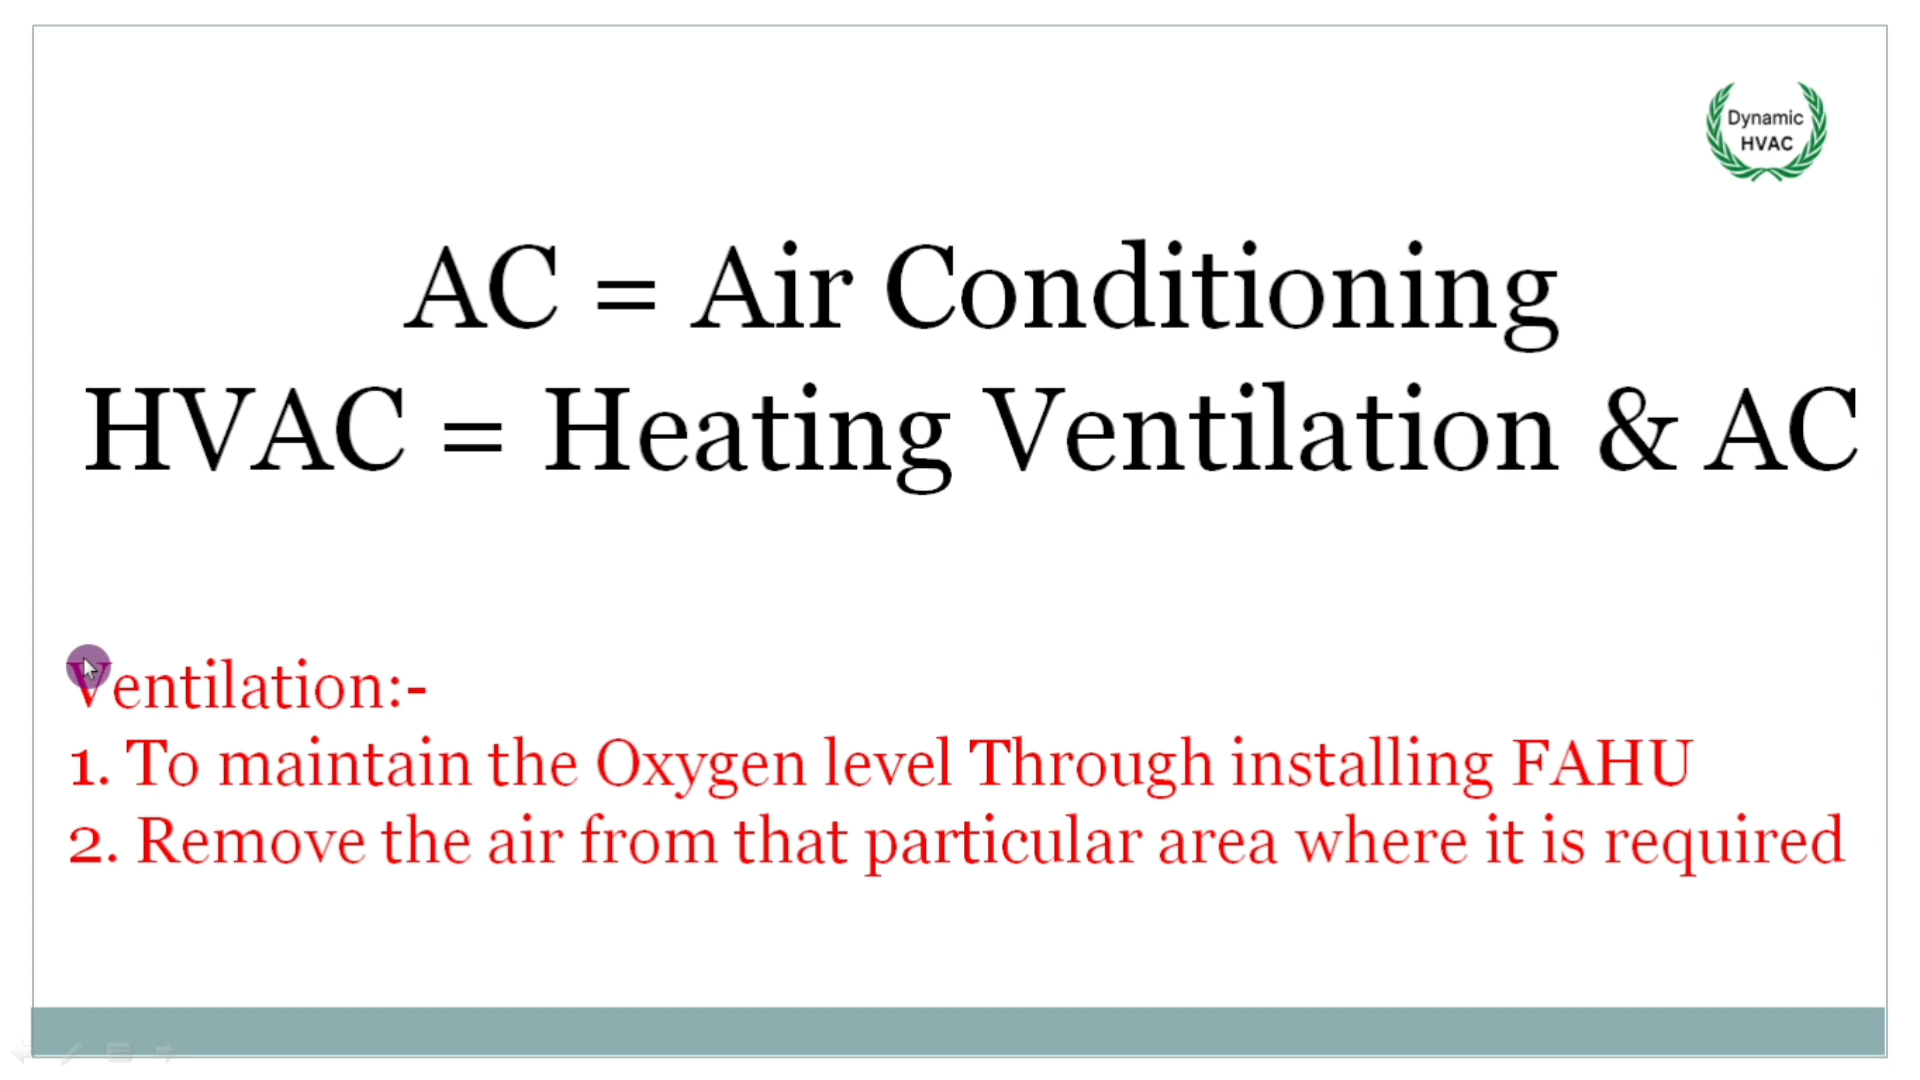 Dynamic
HVAC
AC = Air Conditioning
HVAC = Heating Ventilation & AC
Ventilation:-
1. To maintain the Oxygen level Through installing FAHU
2. Remove the air from that particular area where it is required